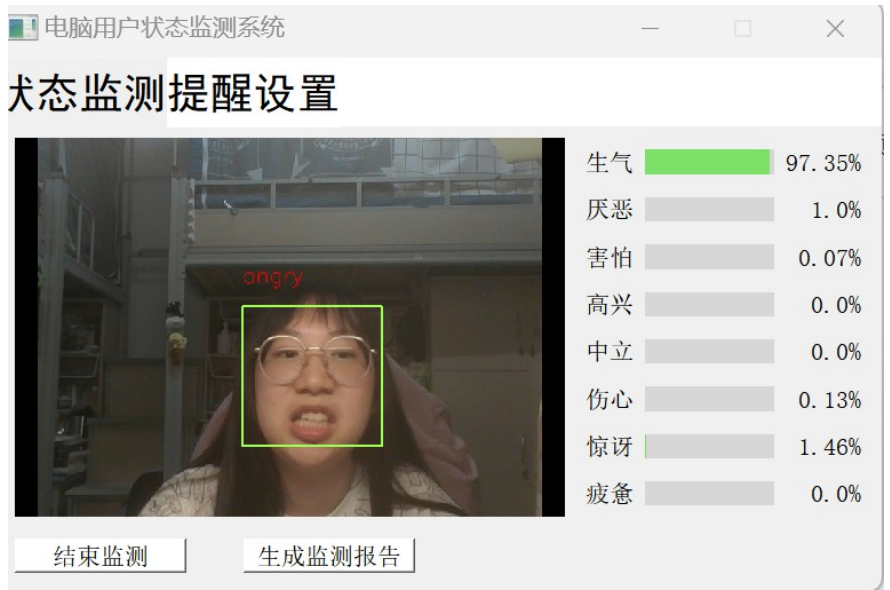 电脑用户状态监测系统
状态监测 提醒设置
angry
生气 97.35%
厌恶 1.0%
害怕 0.07%
高兴 0.0%
中立 0.0%
伤心 0.13%
惊讶 1.46%
疲惫 0.0%
结束监测 生成监测报告